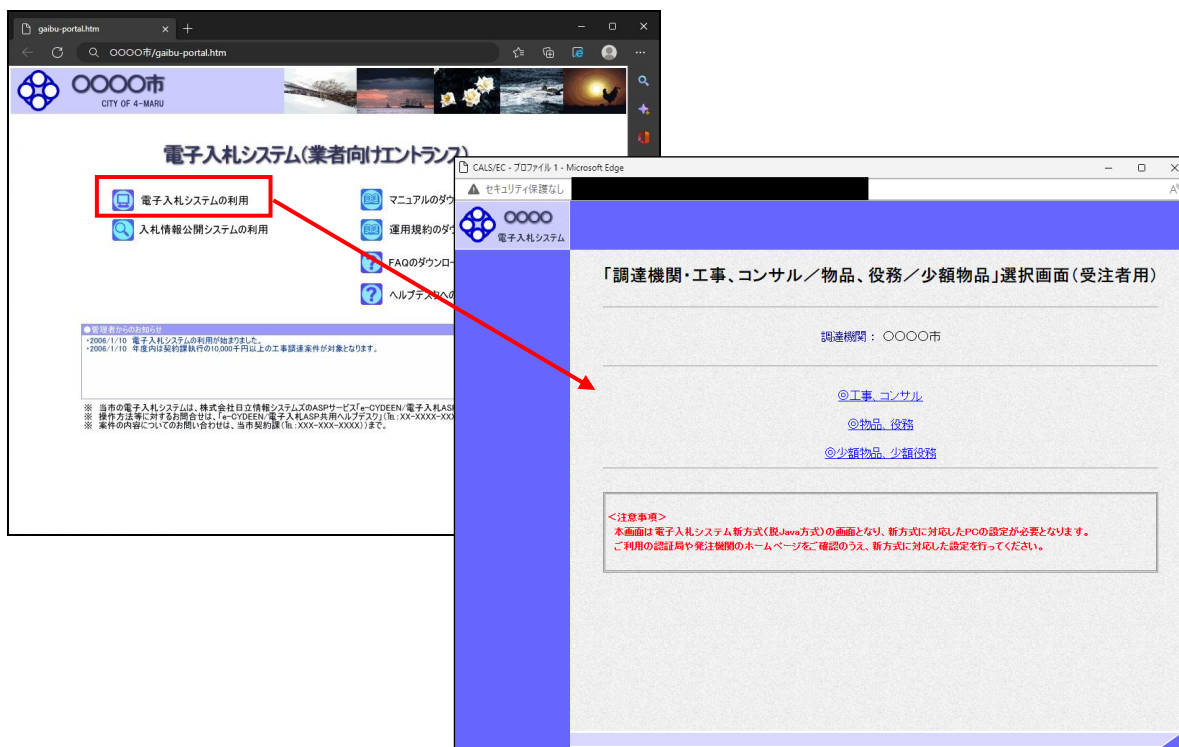 gaibu-portal.htm
〇〇〇〇市/gaibu-portal.htm
〇〇〇〇市
CITY OF 4-MARU
電子入札システム(業者向けエントランス)
電子入札システムの利用
マニュアルのダウ
入札情報公開システムの利用
運用規約のダウ
FAQのダウンロー
ヘルプデスクへの
●管理者からのお知らせ
・2006/1/10 電子入札システムの利用が始まりました。
・2006/1/10 年度内は契約課執行の10,000千円以上の工事調達案件が対象となります。
※ 当市の電子入札システムは、株式会社日立情報システムズのASPサービス「e-CYDEEN/電子入札ASP
※ 操作方法等に対するお問合せは、「e-CYDEEN/電子入札ASP共用ヘルプデスク」(℡:XX-XXXX-XXX
※ 案件の内容についてのお問い合わせは、当市契約課(℡:XXX-XXX-XXXX))まで。
CALS/EC - プロファイル 1 - Microsoft Edge
セキュリティ保護なし
〇〇〇〇
電子入札システム
「調達機関・工事、コンサル／物品、役務／少額物品」選択画面(受注者用)
調達機関： 〇〇〇〇市
◎工事、コンサル
◎物品、役務
◎少額物品、少額役務
＜注意事項＞
本画面は電子入札システム新方式(脱Java方式)の画面となり、新方式に対応したPCの設定が必要となります。
ご利用の認証局や発注機関のホームページをご確認のうえ、新方式に対応した設定を行ってください。